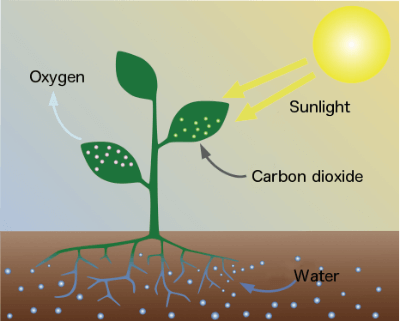 Oxygen
Sunlight
Carbon dioxide
Water